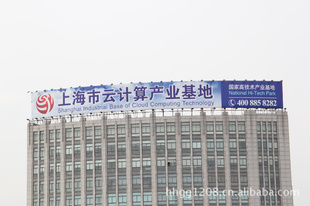 上海市云计算产业基地
Shanghai Industrial Base of Cloud Computing Technology
国家高技术产业基地
National Hi-Tech Park
400 885 8282
hhgg1208.cn.alibaba.com